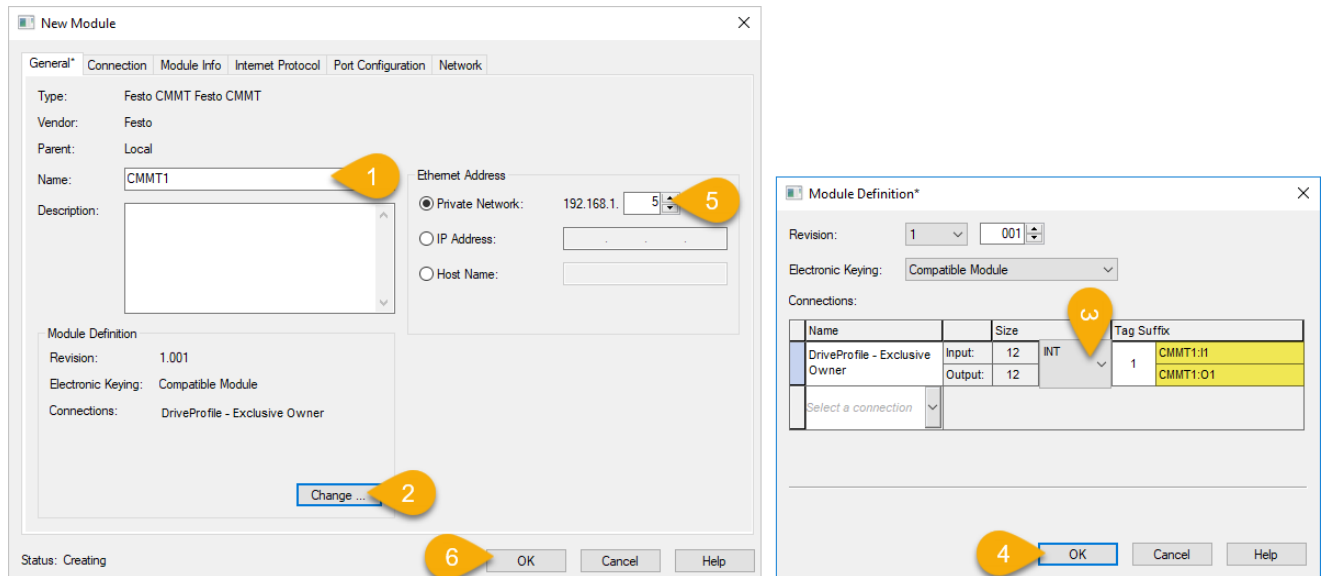 New Module
General* Connection Module Info Internet Protocol Port Configuration Network
Type: Festo CMMT Festo CMMT
Vendor: Festo
Parent: Local
Name: CMMT1
1
Description:
Ethernet Address
Private Network: 192.168.1. 5
5
IP Address: . . .
Host Name:
Module Definition
Revision: 1.001
Electronic Keying: Compatible Module
Connections: DriveProfile - Exclusive Owner
Change ...
2
Status: Creating
6
OK Cancel Help
Module Definition*
Revision: 1 001
Electronic Keying: Compatible Module
Connections:
3
Name Size Tag Suffix
DriveProfile - Exclusive Input: 12 INT 1 CMMT1:I1
Owner Output: 12 CMMT1:O1
Select a connection
4
OK Cancel Help